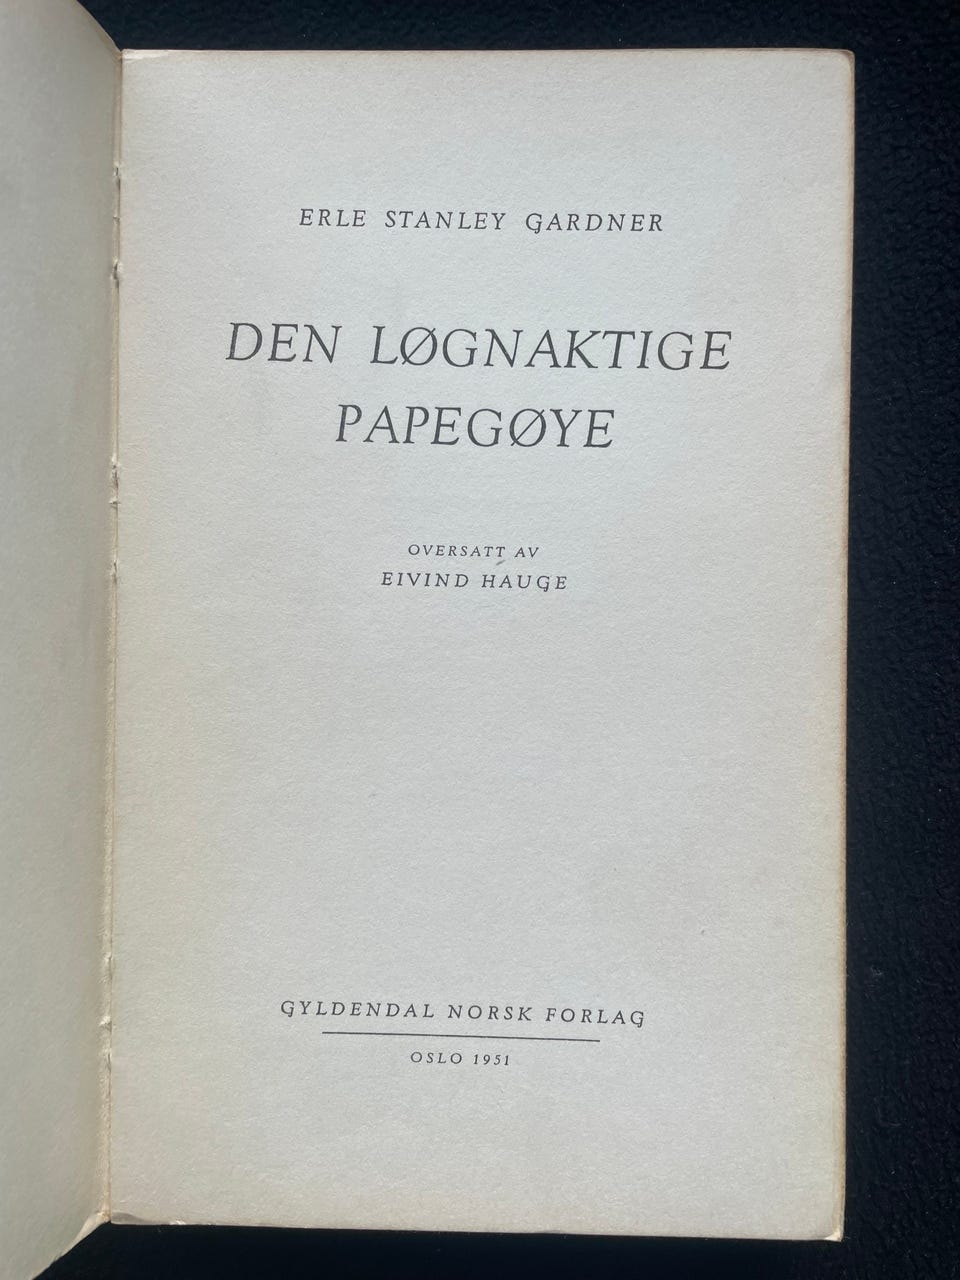 ERLE STANLEY GARDNER
DEN LØGNAKTIGE
PAPEGØYE
OVERSATT AV
EIVIND HAUGE
GYLDENDAL NORSK FORLAG
OSLO 1951